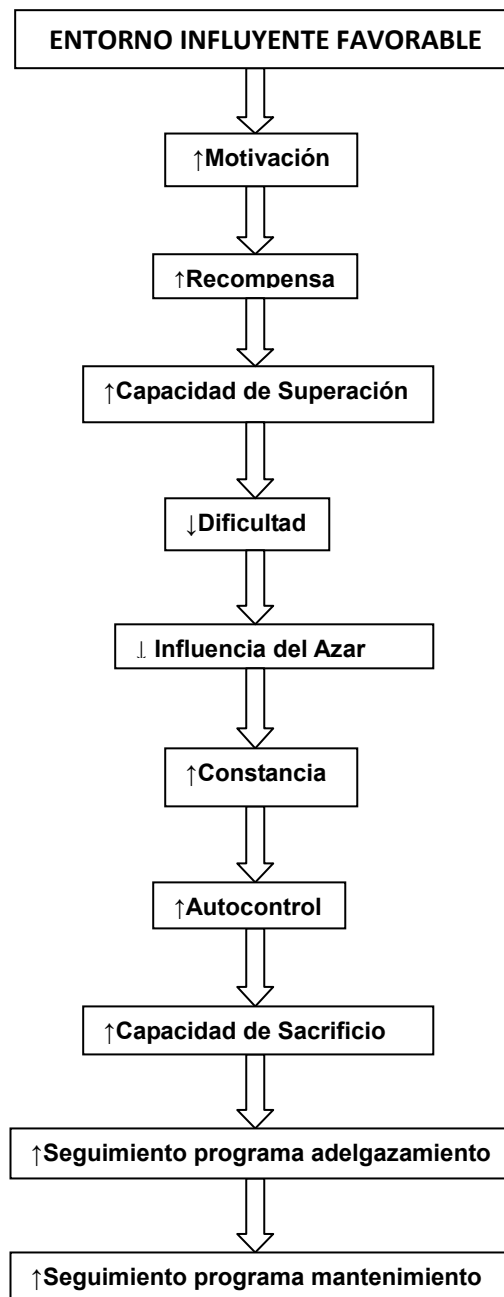 ENTORNO INFLUYENTE FAVORABLE
↑Motivación
↑Recompensa
↑Capacidad de Superación
↓Dificultad
↓ Influencia del Azar
↑Constancia
↑Autocontrol
↑Capacidad de Sacrificio
↑Seguimiento programa adelgazamiento
↑Seguimiento programa mantenimiento